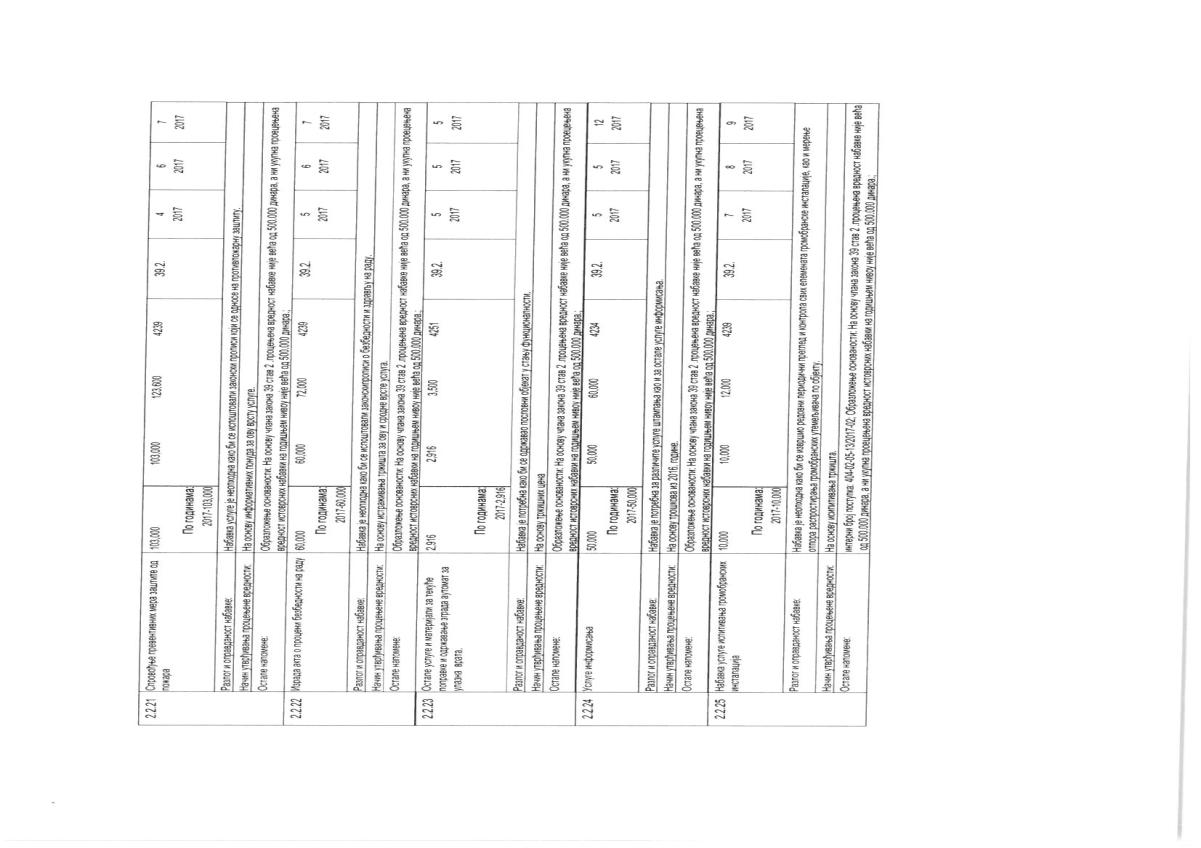 2.2.21 Спровођње превентивних мера заштите од 103,000 103,000 123,600 4239 39.2. 4 6 7
пожара 2017 2017 2017
По годинама:
2017-103,000
Разлог и оправданост набавке: Набавка услуге је неопходна како би се испоштовали законски прописи који се односе на противпожарну заштиту.
Начин утврђивања процењене вредности: На основу информативних понуда за ову врсту услуге.
Остале напомене: Образложење основаности: На основу члана закона 39 став 2 .процењена вредност набавке није већа од 500.000 динара, а ни укупна проецењена
вредност истоврсних набавки на годишњем нивоу није већа од 500.000 динара.;
2.2.22 Израда акта о процени безбедности на раду 60,000 60,000 72,000 4239 39.2. 5 6 7
2017 2017 2017
По годинама:
2017-60,000
Разлог и оправданост набавке: Набавка је неопходна како би се испоштовали законскипрописи о безбедности и здрављу на раду.
Начин утврђивања процењене вредности: На основу истраживања тржишта за ову и сродне врсте услуга.
Остале напомене: Образложење основаности: На основу члана закона 39 став 2 .процењена вредност набавке није већа од 500.000 динара, а ни укупна проецењена
вредност истоврсних набавки на годишњем нивоу није већа од 500.000 динара.;
2.2.23 Остале услуге и материјали за текуће 2,916 2,916 3,500 4251 39.2. 5 5 5
поправке и одржавање зграда аутомат за 2017 2017 2017
улазна врата.
По годинама:
2017-2,916
Разлог и оправданост набавке: Набавка је потребна како би се одржавао пословни објекат у стању функционалности.
Начин утврђивања процењене вредности: На основу тржишних цена
Остале напомене: Образложење основаности: На основу члана закона 39 став 2 .процењена вредност набавке није већа од 500.000 динара, а ни укупна проецењена
вредност истоврсних набавки на годишњем нивоу није већа од 500.000 динара.;
2.2.24 Услуге информисања 50,000 50,000 60,000 4234 39.2. 5 5 12
2017 2017 2017
По годинама:
2017-50,000
Разлог и оправданост набавке: Набавка је потребна за различите услуге штампања као и за остале услуге информисања.
Начин утврђивања процењене вредности: На основу трошкова из 2016. године.
Остале напомене: Образложење основаности: На основу члана закона 39 став 2 .процењена вредност набавке није већа од 500.000 динара, а ни укупна проецењена
вредност истоврсних набавки на годишњем нивоу није већа од 500.000 динара.;
2.2.25 Набавка услуге испитивања громобранских 10,000 10,000 12,000 4239 39.2. 7 8 9
инсталација 2017 2017 2017
По годинама:
2017-10,000
Разлог и оправданост набавке: Набавка је неопходна како би се извршио редовни периодични преглед и контрола свих елемената громобранске инсталације, као и мерење
отпора распростирања громобранских утемељивача по објекту.
Начин утврђивања процењене вредности: На основу испитивања тржишта.
Остале напомене: интерни број поступка: 404-02-05-13/2017-02; Образложење основаности: На основу члана закона 39 став 2 .процењена вредност набавке није већа
од 500.000 динара, а ни укупна проецењена вредност истоврсних набавки на годишњем нивоу није већа од 500.000 динара.;